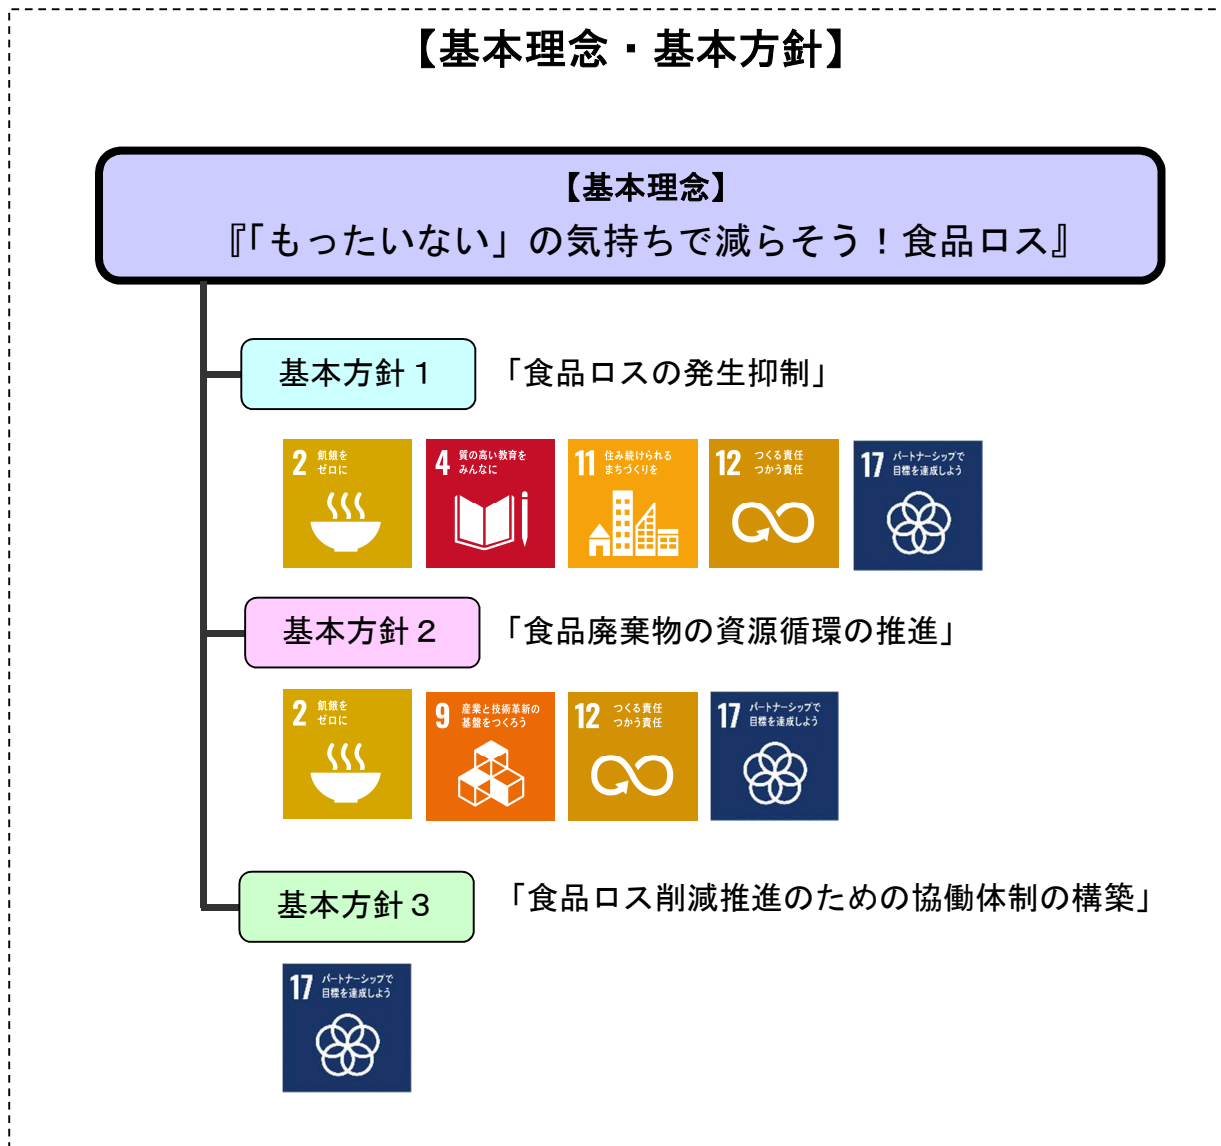 【基本理念・基本方針】
【基本理念】
『「もったいない」の気持ちで減らそう！食品ロス』
基本方針１
「食品ロスの発生抑制」
2 飢餓を
ゼロに
4 質の高い教育を
みんなに
11 住み続けられる
まちづくりを
12 つくる責任
つかう責任
17 パートナーシップで
目標を達成しよう
基本方針２
「食品廃棄物の資源循環の推進」
2 飢餓を
ゼロに
9 産業と技術革新の
基盤をつくろう
12 つくる責任
つかう責任
17 パートナーシップで
目標を達成しよう
基本方針３
「食品ロス削減推進のための協働体制の構築」
17 パートナーシップで
目標を達成しよう